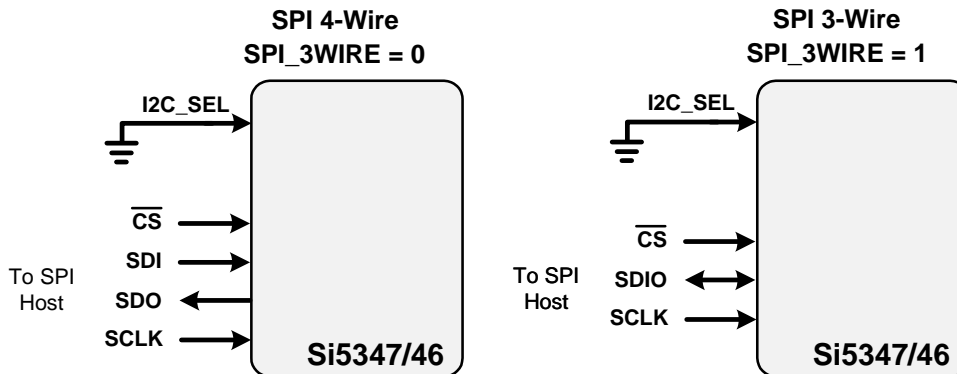 SPI 4-Wire
SPI_3WIRE = 0
I2C_SEL
CS
SDI
To SPI
Host
SDO
SCLK
Si5347/46
SPI 3-Wire
SPI_3WIRE = 1
I2C_SEL
CS
SDIO
To SPI
Host
SCLK
Si5347/46